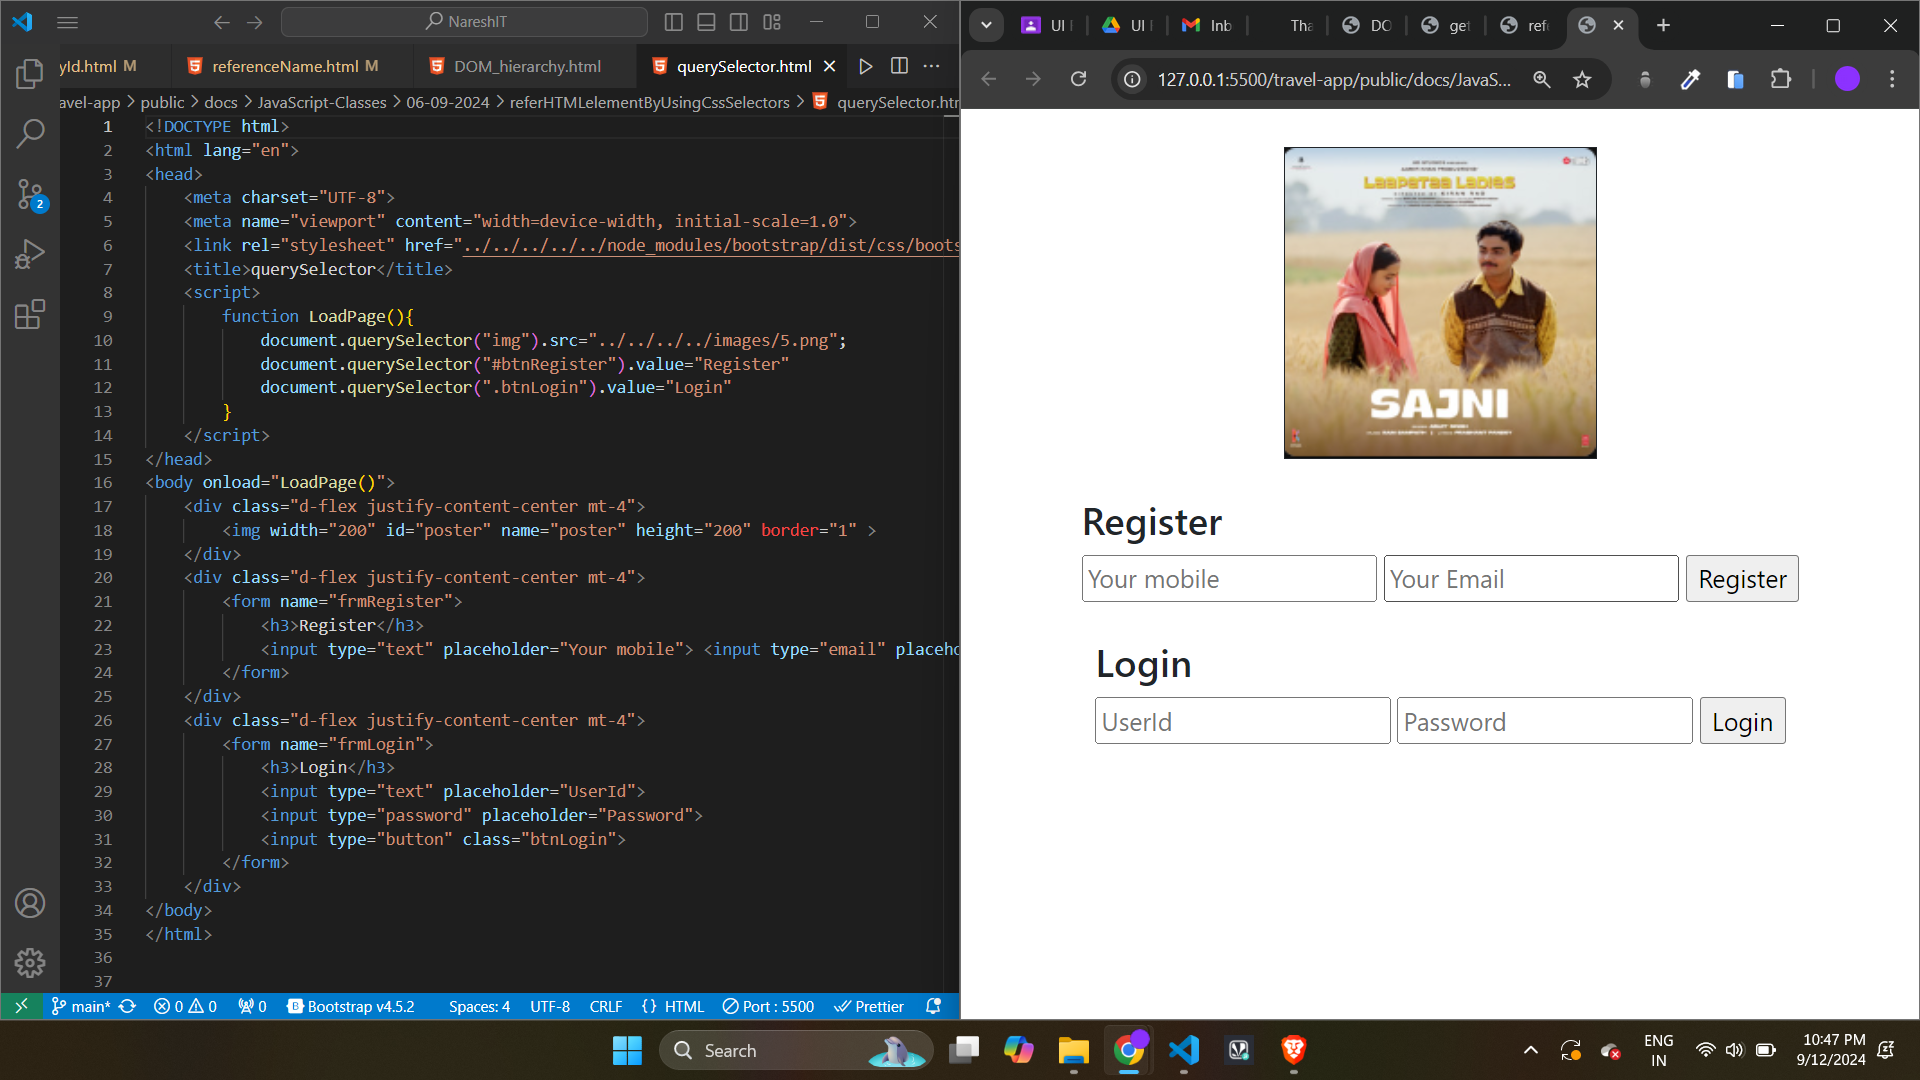 NareshIT
yId.html M
referenceName.html M
DOM_hierarchy.html
querySelector.html
avel-app > public > docs > JavaScript-Classes > 06-09-2024 > referHTMLelementByUsingCssSelectors > querySelector.htm
1 <!DOCTYPE html>
2 <html lang="en">
3 <head>
4 <meta charset="UTF-8">
5 <meta name="viewport" content="width=device-width, initial-scale=1.0">
6 <link rel="stylesheet" href="../../../../../node_modules/bootstrap/dist/css/boots
7 <title>querySelector</title>
8 <script>
9 function LoadPage(){
10 document.querySelector("img").src="../../../../images/5.png";
11 document.querySelector("#btnRegister").value="Register"
12 document.querySelector(".btnLogin").value="Login"
13 }
14 </script>
15 </head>
16 <body onload="LoadPage()">
17 <div class="d-flex justify-content-center mt-4">
18 <img width="200" id="poster" name="poster" height="200" border="1" >
19 </div>
20 <div class="d-flex justify-content-center mt-4">
21 <form name="frmRegister">
22 <h3>Register</h3>
23 <input type="text" placeholder="Your mobile"> <input type="email" placeho
24 </form>
25 </div>
26 <div class="d-flex justify-content-center mt-4">
27 <form name="frmLogin">
28 <h3>Login</h3>
29 <input type="text" placeholder="UserId">
30 <input type="password" placeholder="Password">
31 <input type="button" class="btnLogin">
32 </form>
33 </div>
34 </body>
35 </html>
36
37
2
main* 0 0 0 Bootstrap v4.5.2 Spaces: 4 UTF-8 CRLF {} HTML Port : 5500 Prettier
UI
UI
Inb
Tha
DO
get
refe
127.0.0.1:5500/travel-app/public/docs/JavaS...
LAAPATAA LADIES
SAJNI
Register
Your mobile
Your Email
Register
Login
UserId
Password
Login
Search
ENG
IN
10:47 PM
9/12/2024